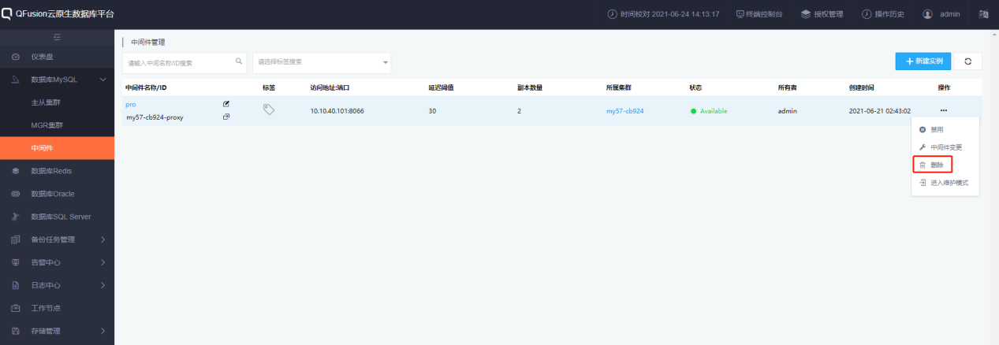 QFusion云原生数据库平台
时间校对 2021-06-24 14:13:17 终端控制台 授权管理 操作历史 admin
仪表盘
数据库MySQL
主从集群
MGR集群
中间件
数据库Redis
数据库Oracle
数据库SQL Server
备份任务管理
告警中心
日志中心
工作节点
存储管理
中间件管理
请输入中间名称/ID搜索 请选择标签搜索 新建实例
中间件名称/ID 标签 访问地址:端口 延迟阈值 副本数量 所属集群 状态 所有者 创建时间 操作
pro
my57-cb924-proxy 10.10.40.101:8066 30 2 my57-cb924 Available admin 2021-06-21 02:43:02
禁用
中间件变更
删除
进入维护模式